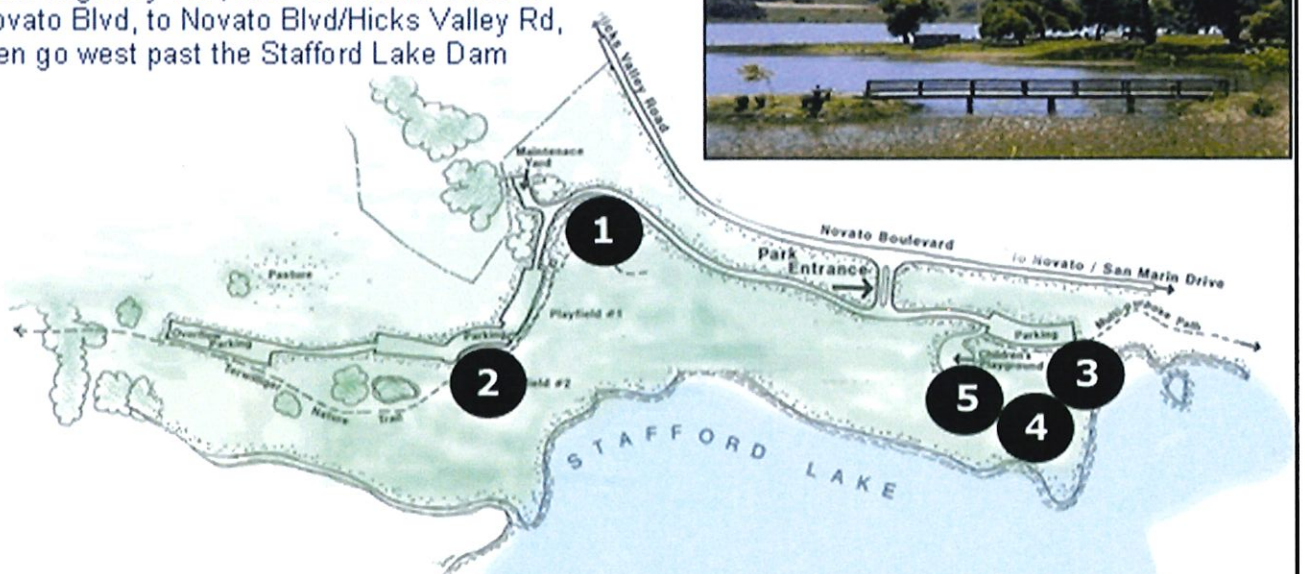 ovato Blvd, to Novato Blvd/Hicks Valley Rd,
en go west past the Stafford Lake Dam
Hicks Valley Road
Maintenace
Yard
1
Novato Boulevard
to Novato / San Marin Drive
Park
Entrance
Pasture
Playfield #1
Multi-purpose Path
Parking
Children's
Playground
Overflow Parking
Parking
2
eld #2
3
5
4
Terwilliger
Nature Trail
STAFFORD LAKE